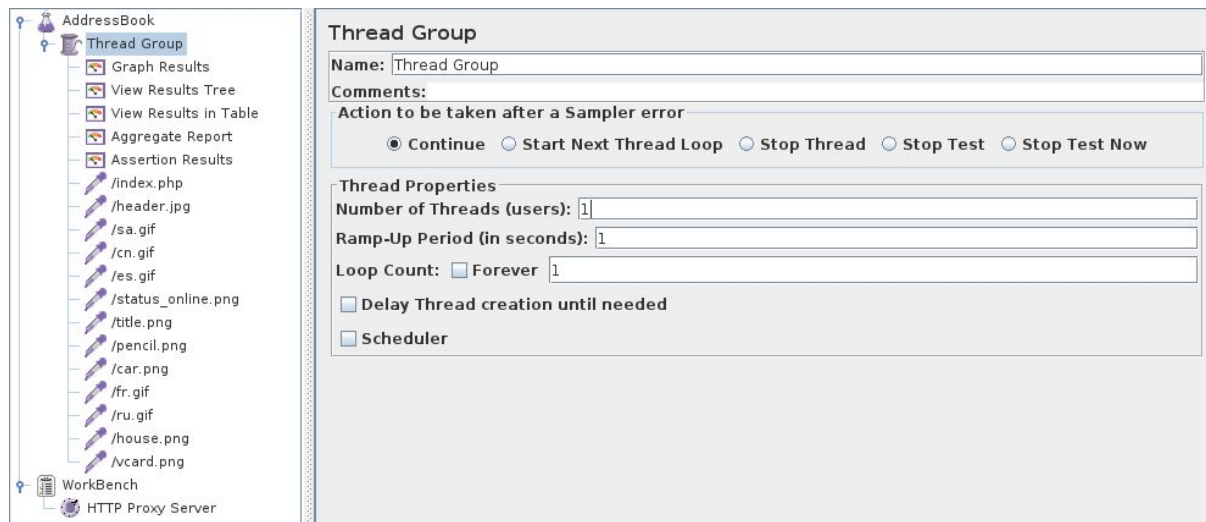 AddressBook
Thread Group
Graph Results
View Results Tree
View Results in Table
Aggregate Report
Assertion Results
/index.php
/header.jpg
/sa.gif
/cn.gif
/es.gif
/status_online.png
/title.png
/pencil.png
/car.png
/fr.gif
/ru.gif
/house.png
/vcard.png
WorkBench
HTTP Proxy Server
Thread Group
Name: Thread Group
Comments:
Action to be taken after a Sampler error
Continue Start Next Thread Loop Stop Thread Stop Test Stop Test Now
Thread Properties
Number of Threads (users): 1
Ramp-Up Period (in seconds): 1
Loop Count: Forever 1
Delay Thread creation until needed
Scheduler